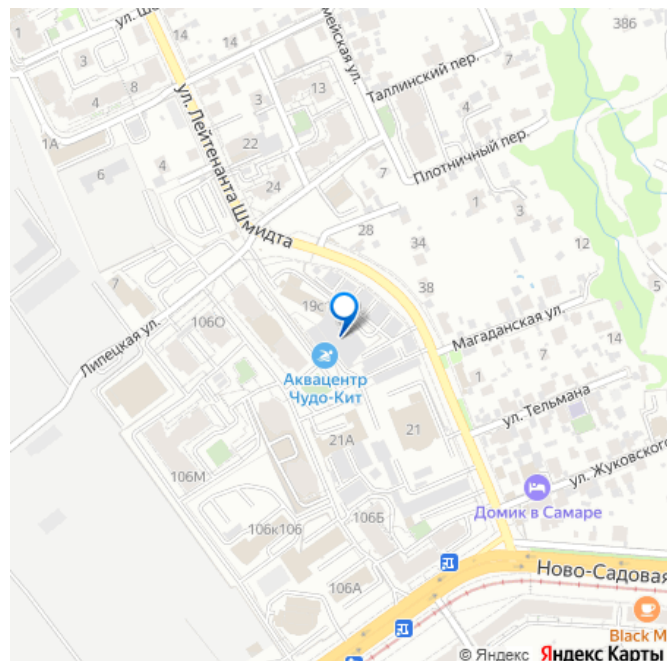 386
1
ул. Ш
14
14
мейская ул.
Таллинский пер.
7
8
3
13
4
4
ул. Лейтенанта Шмидта
1А
6
4
22
24
7
Плотничный пер.
1
3
28
34
12
7
38
5
19с
106О
Липецкая ул.
Магаданская ул.
14
7
Аквацентр
Чудо-Кит
1
ул. Тельмана
21
21А
106М
ул. Жуковского
Домик в Самаре
106Б
106к106
106А
Ново-Садовая
Black M
© Яндекс Яндекс Карты